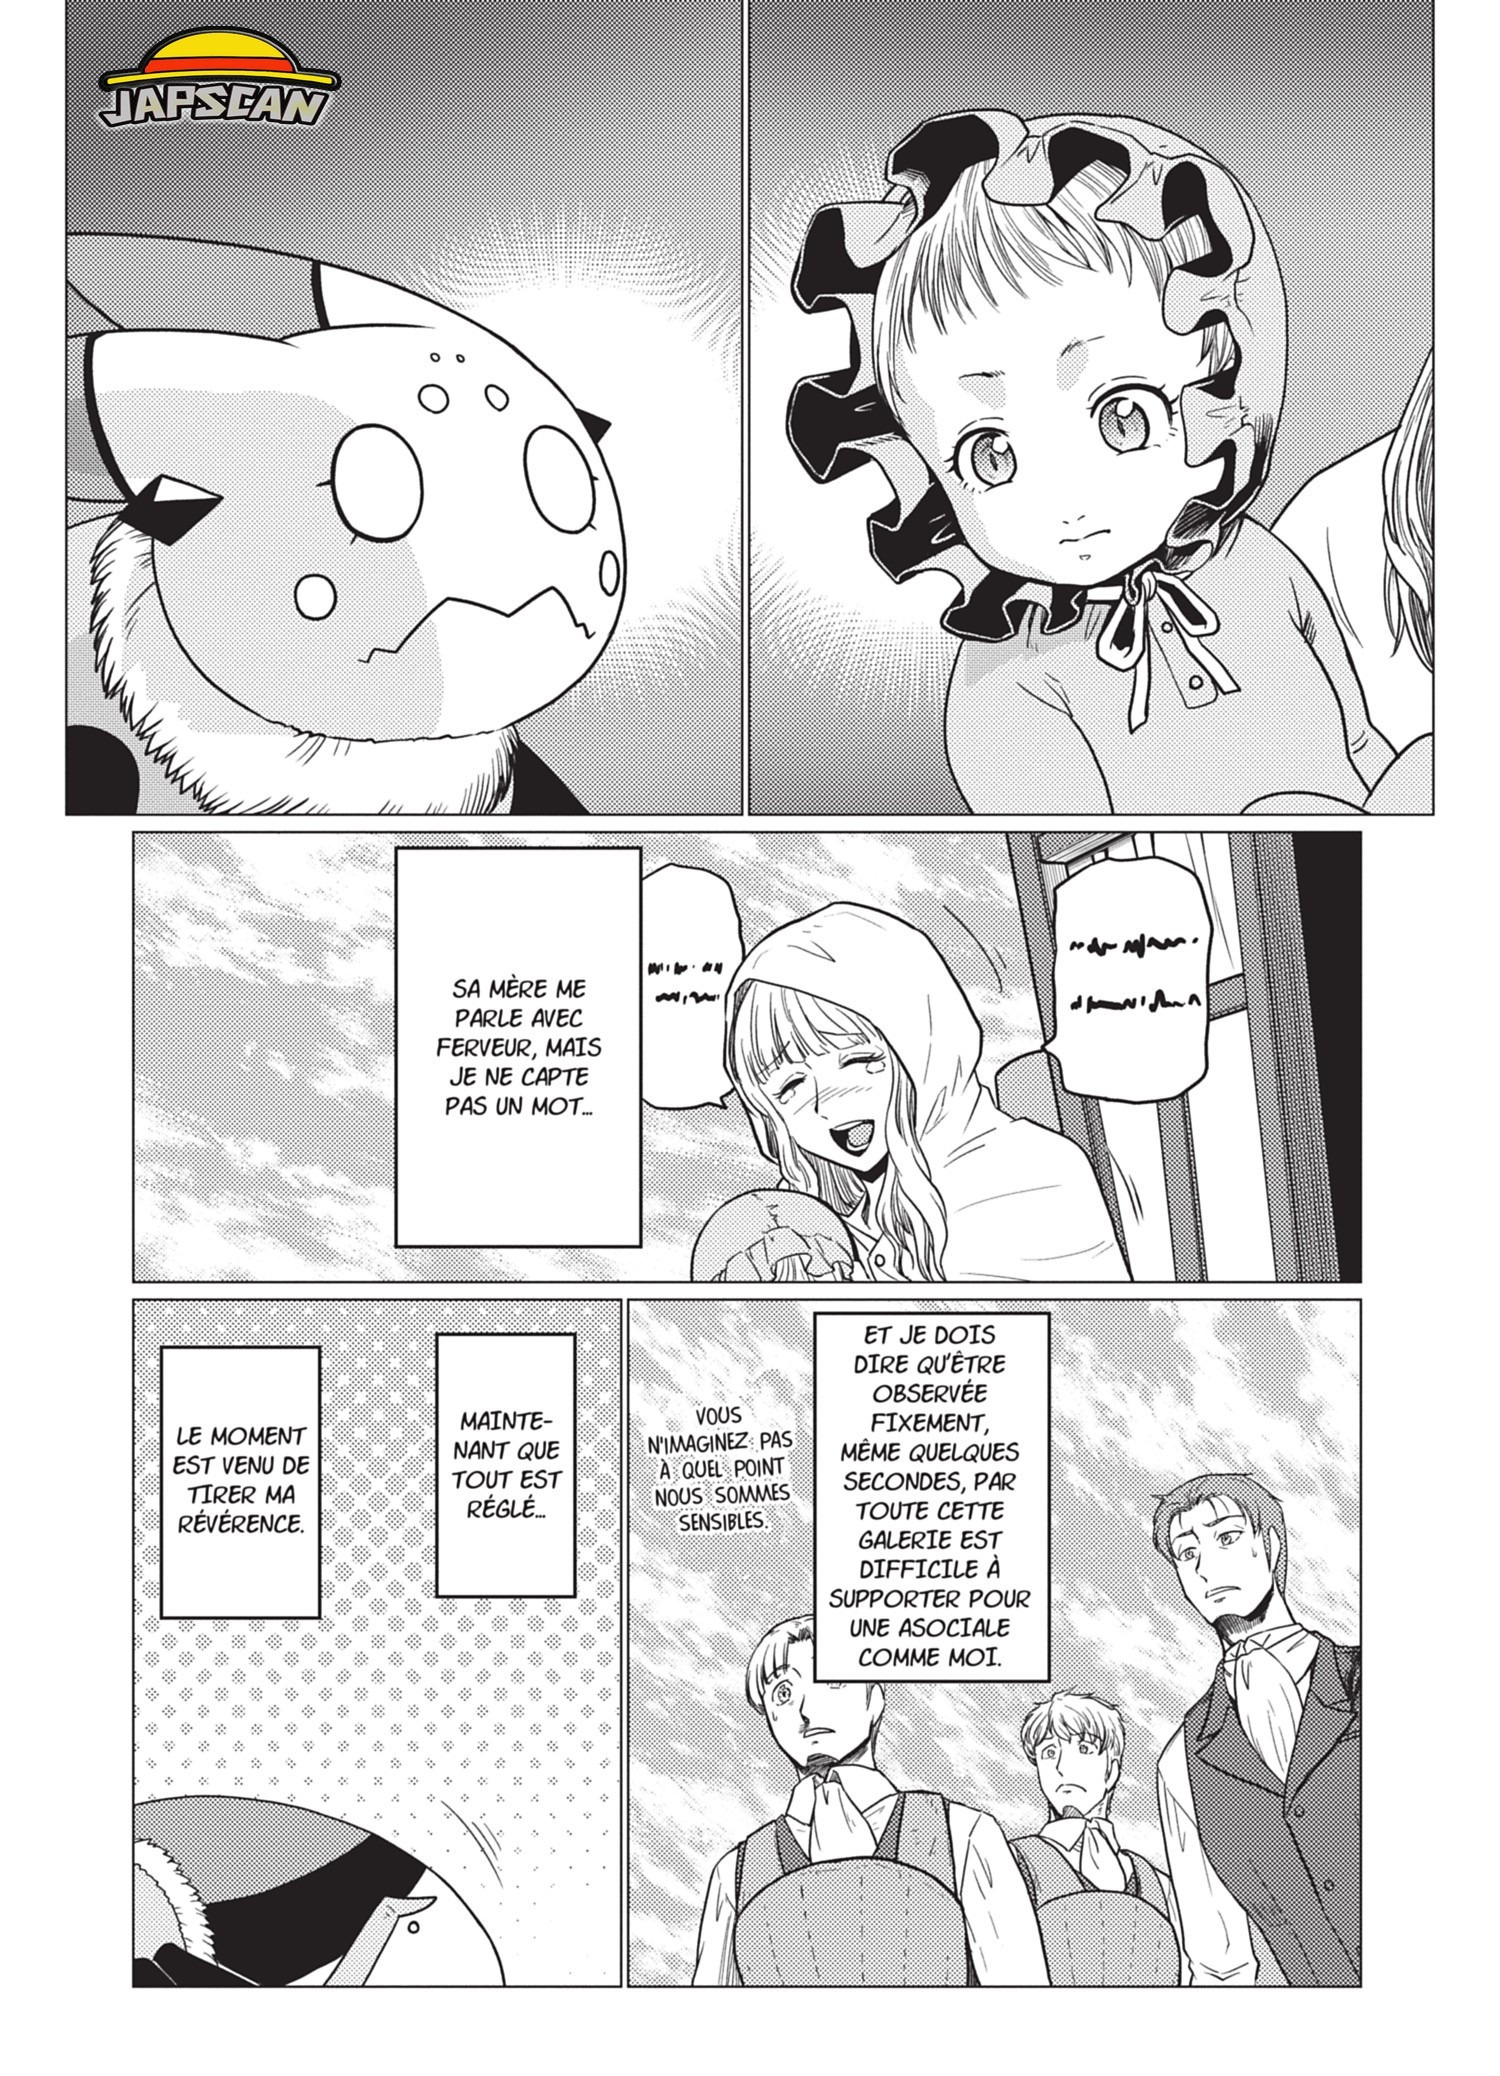 JAPSCAN
SA MÈRE ME
PARLE AVEC
FERVEUR, MAIS
JE NE CAPTE
PAS UN MOT...
ET JE DOIS
DIRE QU'ÊTRE
OBSERVÉE
FIXEMENT,
MÊME QUELQUES
SECONDES, PAR
TOUTE CETTE
GALERIE EST
DIFFICILE À
SUPPORTER POUR
UNE ASOCIALE
COMME MOI.
VOUS
N'IMAGINEZ PAS
À QUEL POINT
NOUS SOMMES
SENSIBLES.
MAINTE-
NANT QUE
TOUT EST
RÉGLÉ...
LE MOMENT
EST VENU DE
TIRER MA
RÉVÉRENCE.